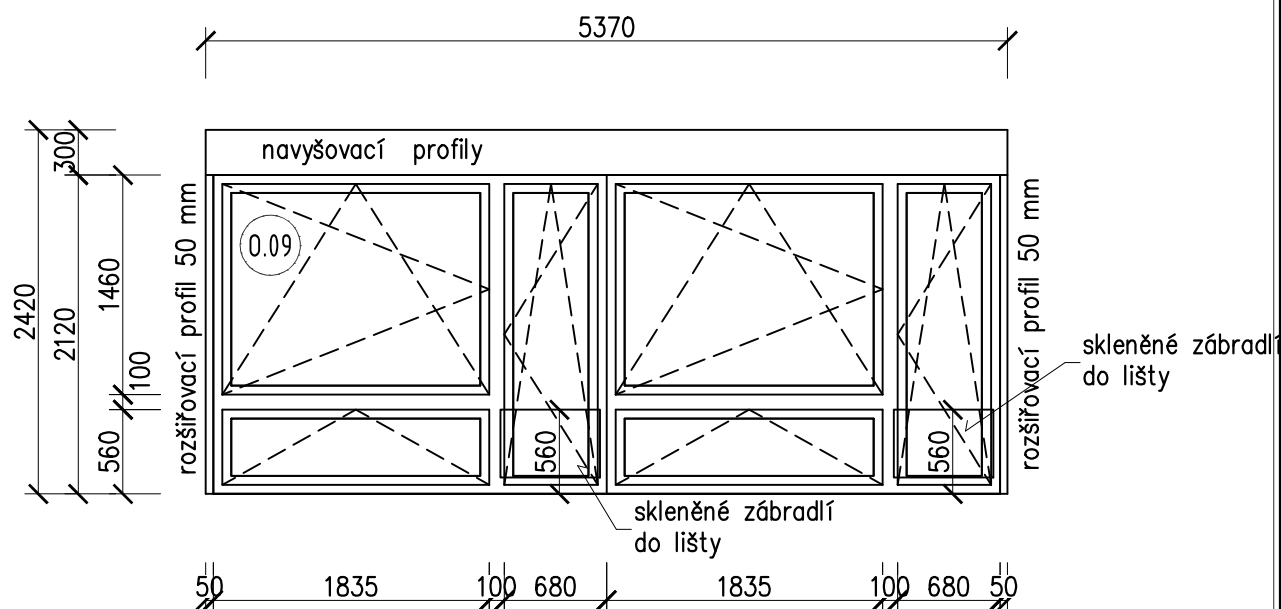 5370
navyšovací profily
300
2420
2120
1460
100
560
rozšiřovací profil 50 mm
0.09
rozšiřovací profil 50 mm
skleněné zábradlí
do lišty
560
560
skleněné zábradlí
do lišty
50 1835 100 680 1835 100 680 50